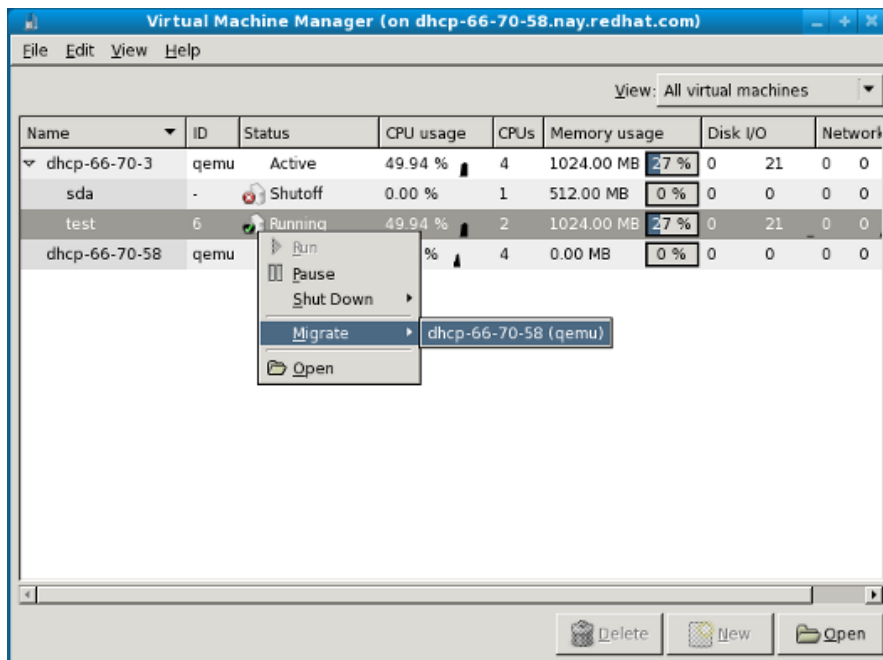 Virtual Machine Manager (on dhcp-66-70-58.nay.redhat.com)
File Edit View Help
View: All virtual machines
Name ID Status CPU usage CPUs Memory usage Disk I/O Network
dhcp-66-70-3 qemu Active 49.94 % 4 1024.00 MB 27 % 0 21 0 0
sda - Shutoff 0.00 % 1 512.00 MB 0 % 0 0 0 0
test 6 Running 49.94 % 2 1024.00 MB 27 % 0 21 0 0
dhcp-66-70-58 qemu % 4 0.00 MB 0 % 0 0 0 0
Run
Pause
Shut Down
Migrate dhcp-66-70-58 (qemu)
Open
Delete New Open